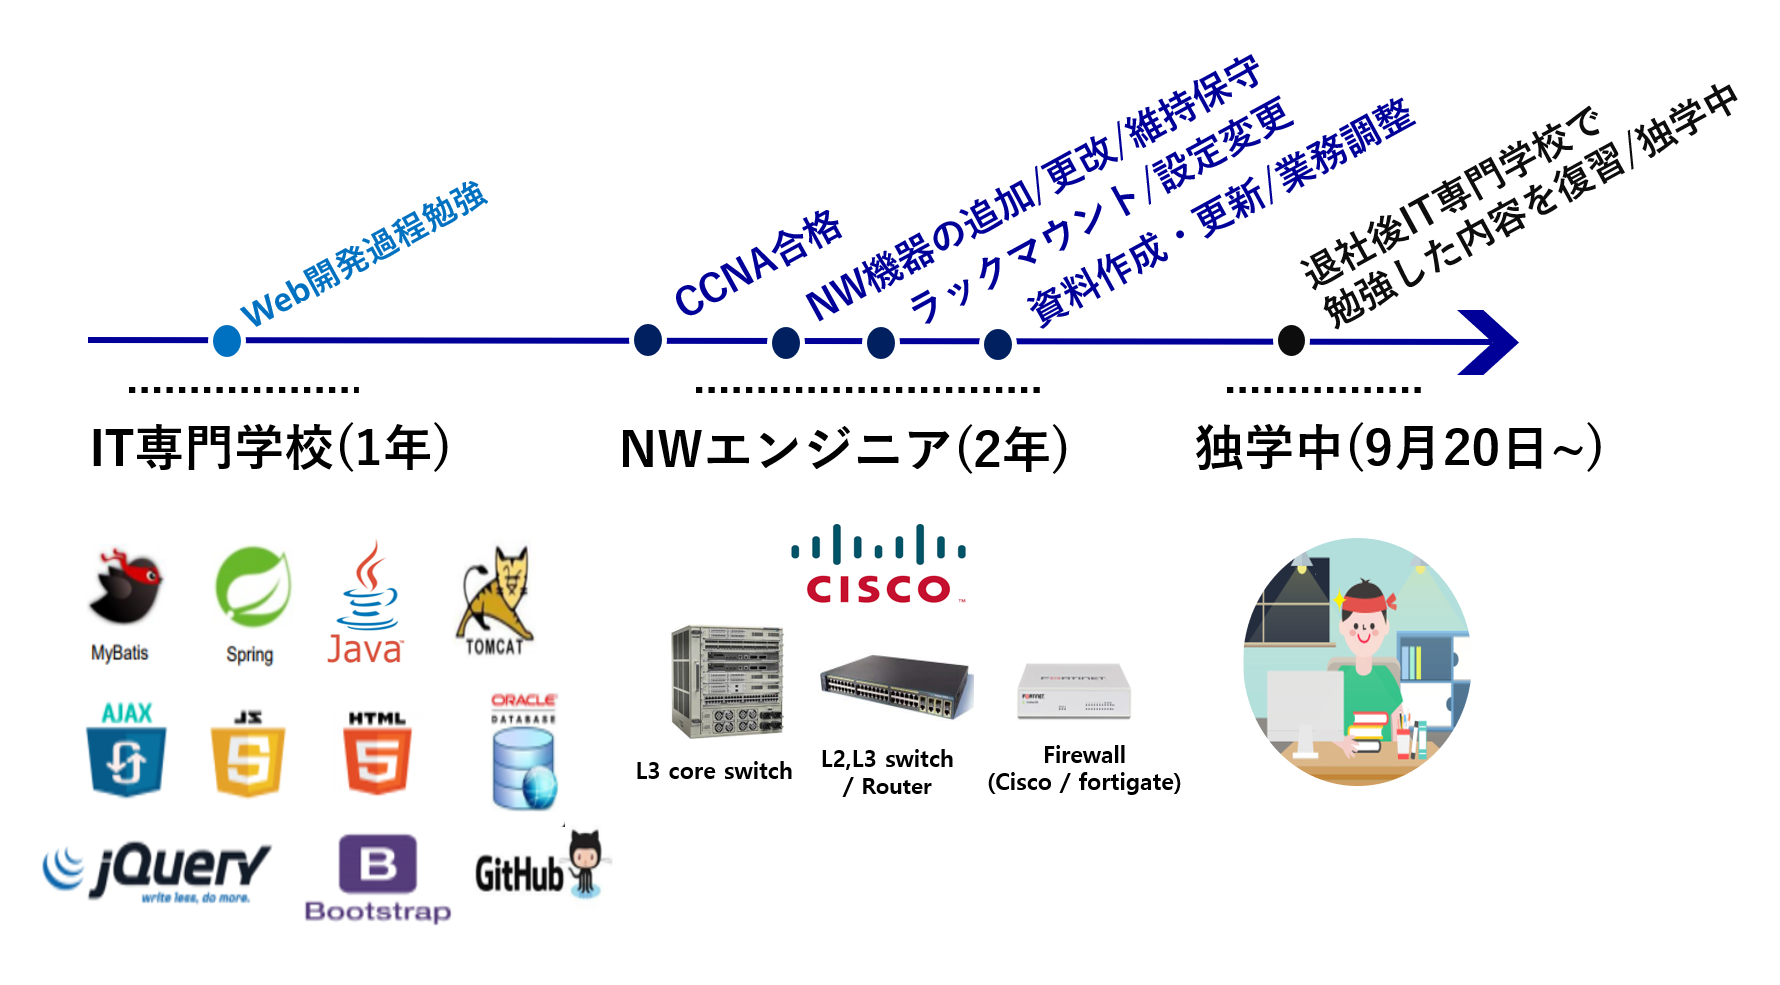 Web開発過程勉強
CCNA合格
NW機器の追加/更改/維持保守
ラックマウント/設定変更
資料作成・更新/業務調整
退社後IT専門学校で
勉強した内容を復習/独学中
IT専門学校(1年)
NWエンジニア(2年)
独学中(9月20日~)
MyBatis
Spring
Java™
TOMCAT
AJAX
JS
HTML
5
ORACLE
DATABASE
jQuery
write less, do more.
B
Bootstrap
GitHub
CISCO™
L3 core switch
L2,L3 switch
/ Router
FORTINET
FORTINET
Firewall
(Cisco / fortigate)